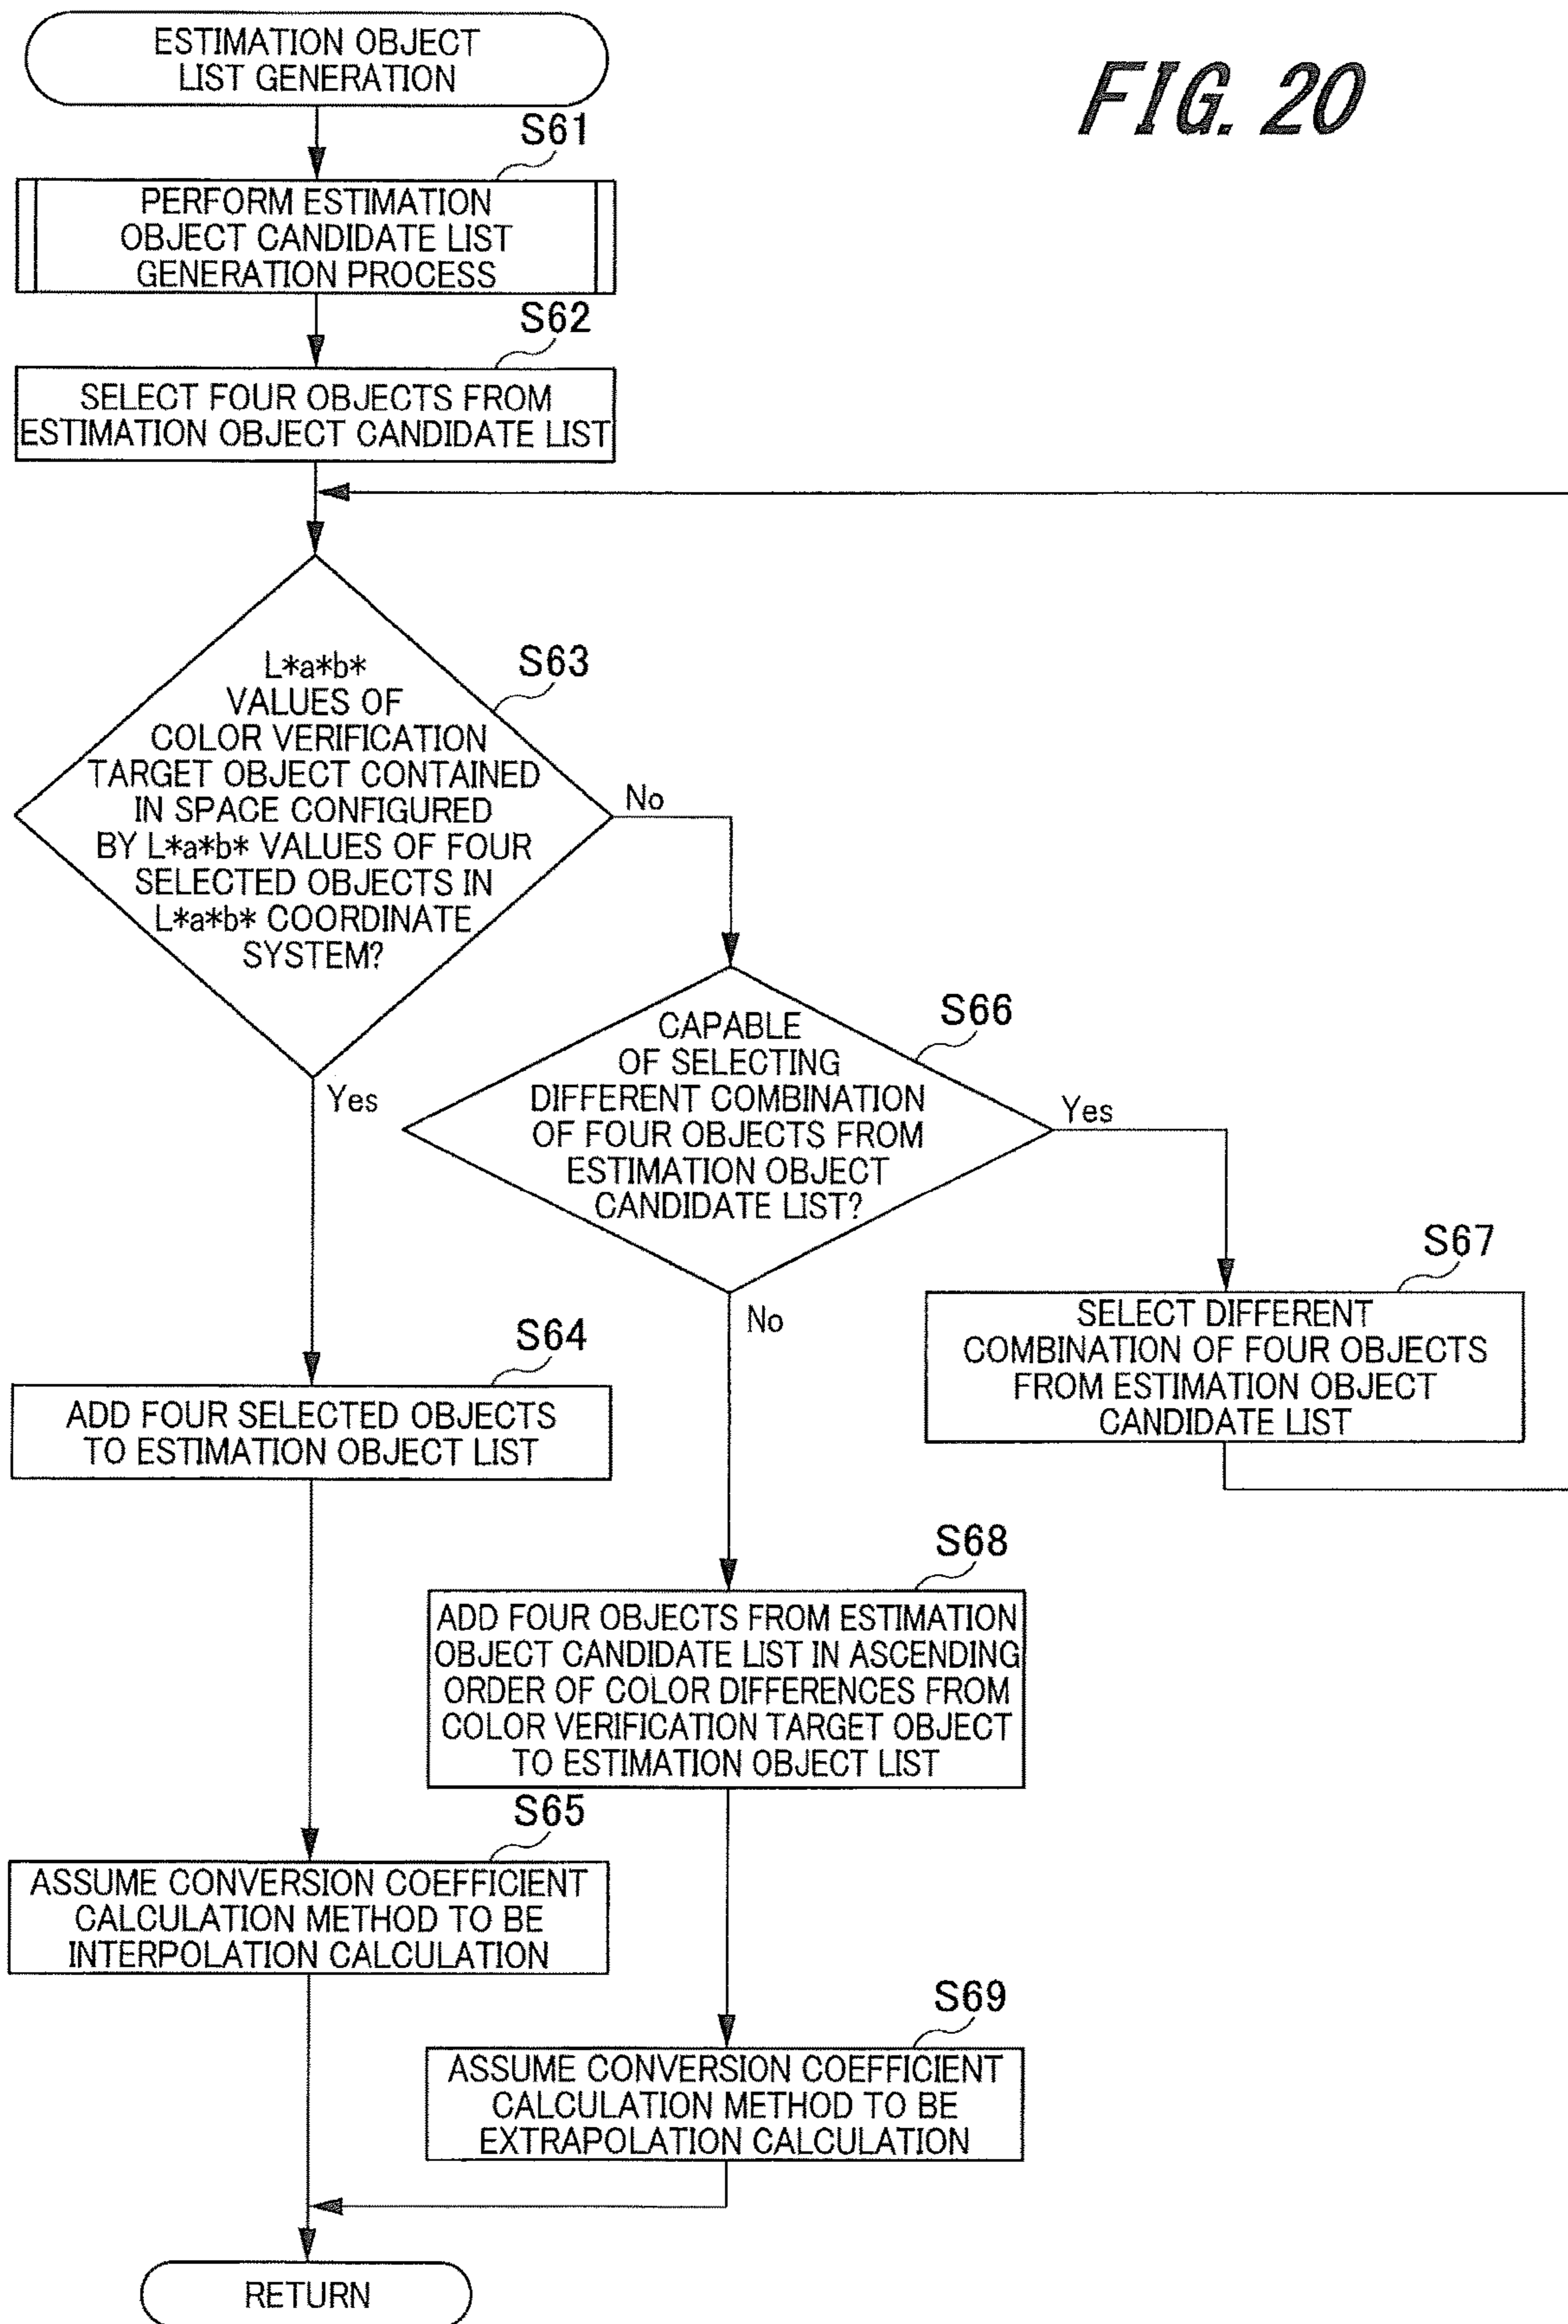 ESTIMATION OBJECT
LIST GENERATION
FIG. 20
S61
PERFORM ESTIMATION
OBJECT CANDIDATE LIST
GENERATION PROCESS
S62
SELECT FOUR OBJECTS FROM
ESTIMATION OBJECT CANDIDATE LIST
S63
L*a*b*
VALUES OF
COLOR VERIFICATION
TARGET OBJECT CONTAINED
IN SPACE CONFIGURED
BY L*a*b* VALUES OF FOUR
SELECTED OBJECTS IN
L*a*b* COORDINATE
SYSTEM?
No
Yes
S66
CAPABLE
OF SELECTING
DIFFERENT COMBINATION
OF FOUR OBJECTS FROM
ESTIMATION OBJECT
CANDIDATE LIST?
Yes
No
S67
SELECT DIFFERENT
COMBINATION OF FOUR OBJECTS
FROM ESTIMATION OBJECT
CANDIDATE LIST
S64
ADD FOUR SELECTED OBJECTS
TO ESTIMATION OBJECT LIST
S68
ADD FOUR OBJECTS FROM ESTIMATION
OBJECT CANDIDATE LIST IN ASCENDING
ORDER OF COLOR DIFFERENCES FROM
COLOR VERIFICATION TARGET OBJECT
TO ESTIMATION OBJECT LIST
S65
ASSUME CONVERSION COEFFICIENT
CALCULATION METHOD TO BE
INTERPOLATION CALCULATION
S69
ASSUME CONVERSION COEFFICIENT
CALCULATION METHOD TO BE
EXTRAPOLATION CALCULATION
RETURN